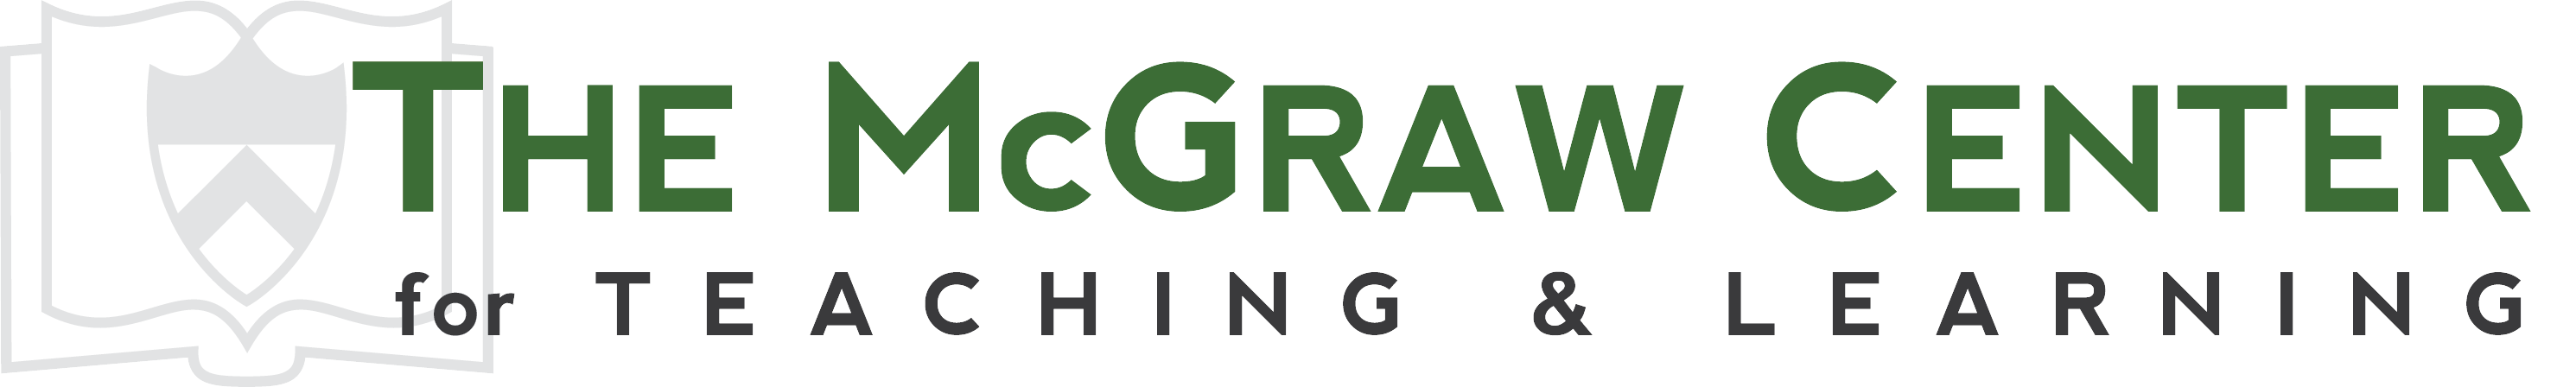 THE McGRAW CENTER
for TEACHING & LEARNING